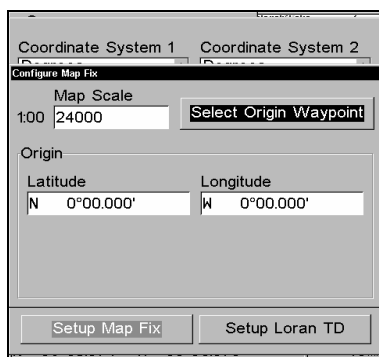 Coordinate System 1 Coordinate System 2
Configure Map Fix
Map Scale
1:00 24000 Select Origin Waypoint
Origin
Latitude Longitude
N 0°00.000' W 0°00.000'
Setup Map Fix Setup Loran TD